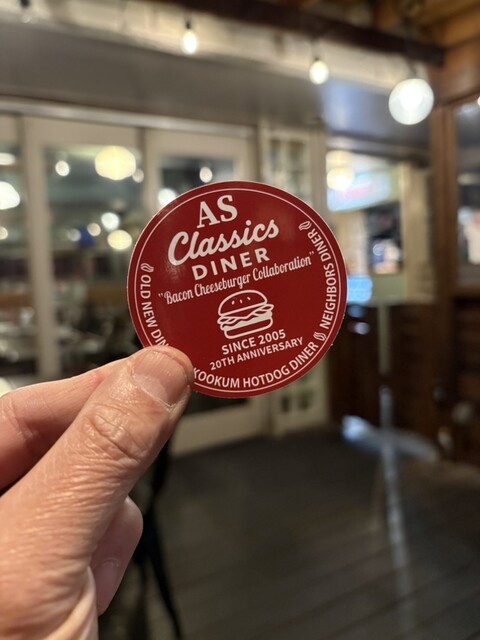 AS
Classics
DINER
"Bacon Cheeseburger Collaboration"
SINCE 2005
20TH ANNIVERSARY
OLD NEW
KOOKUM HOTDOG DINER
NEIGHBORS DINER